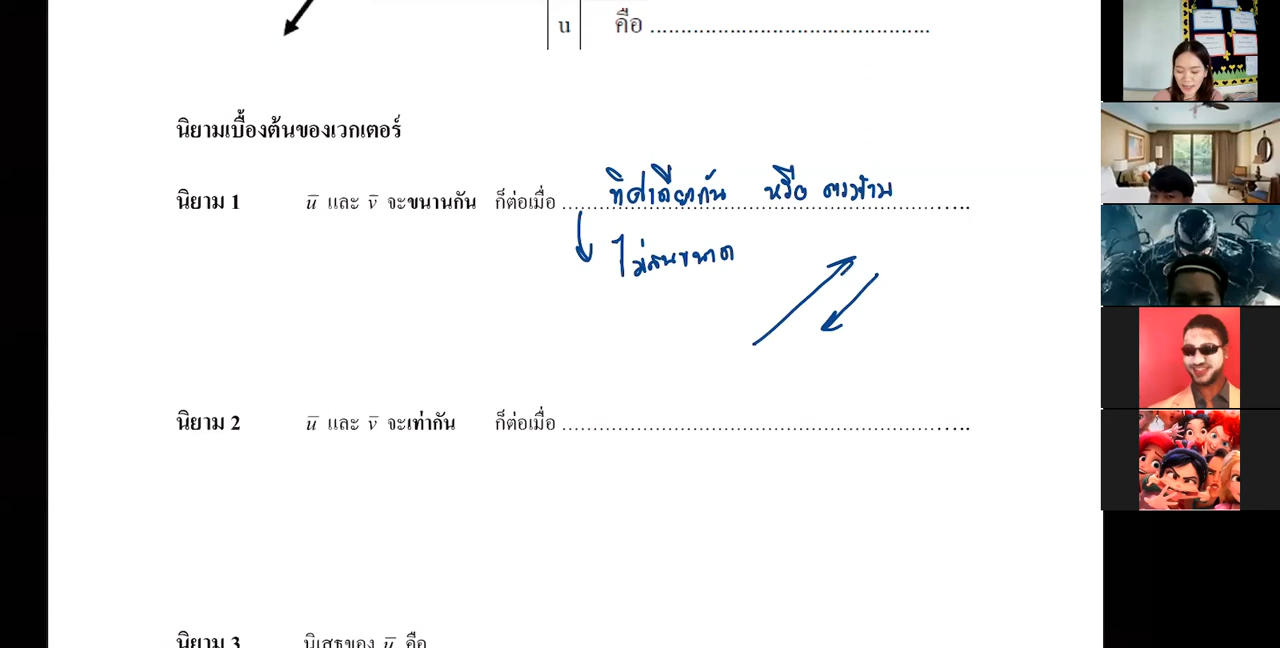 u คือ ...............................................
นิยามเบื้องต้นของเวกเตอร์
นิยาม 1 u̅ และ v̅ จะขนานกัน ก็ต่อเมื่อ ทิศเดียวกัน หรือ ตรงข้าม
ไม่สนขนาด
นิยาม 2 u̅ และ v̅ จะเท่ากัน ก็ต่อเมื่อ ...............................................................
นิยาม 3 นิเสธของ u̅ คือ